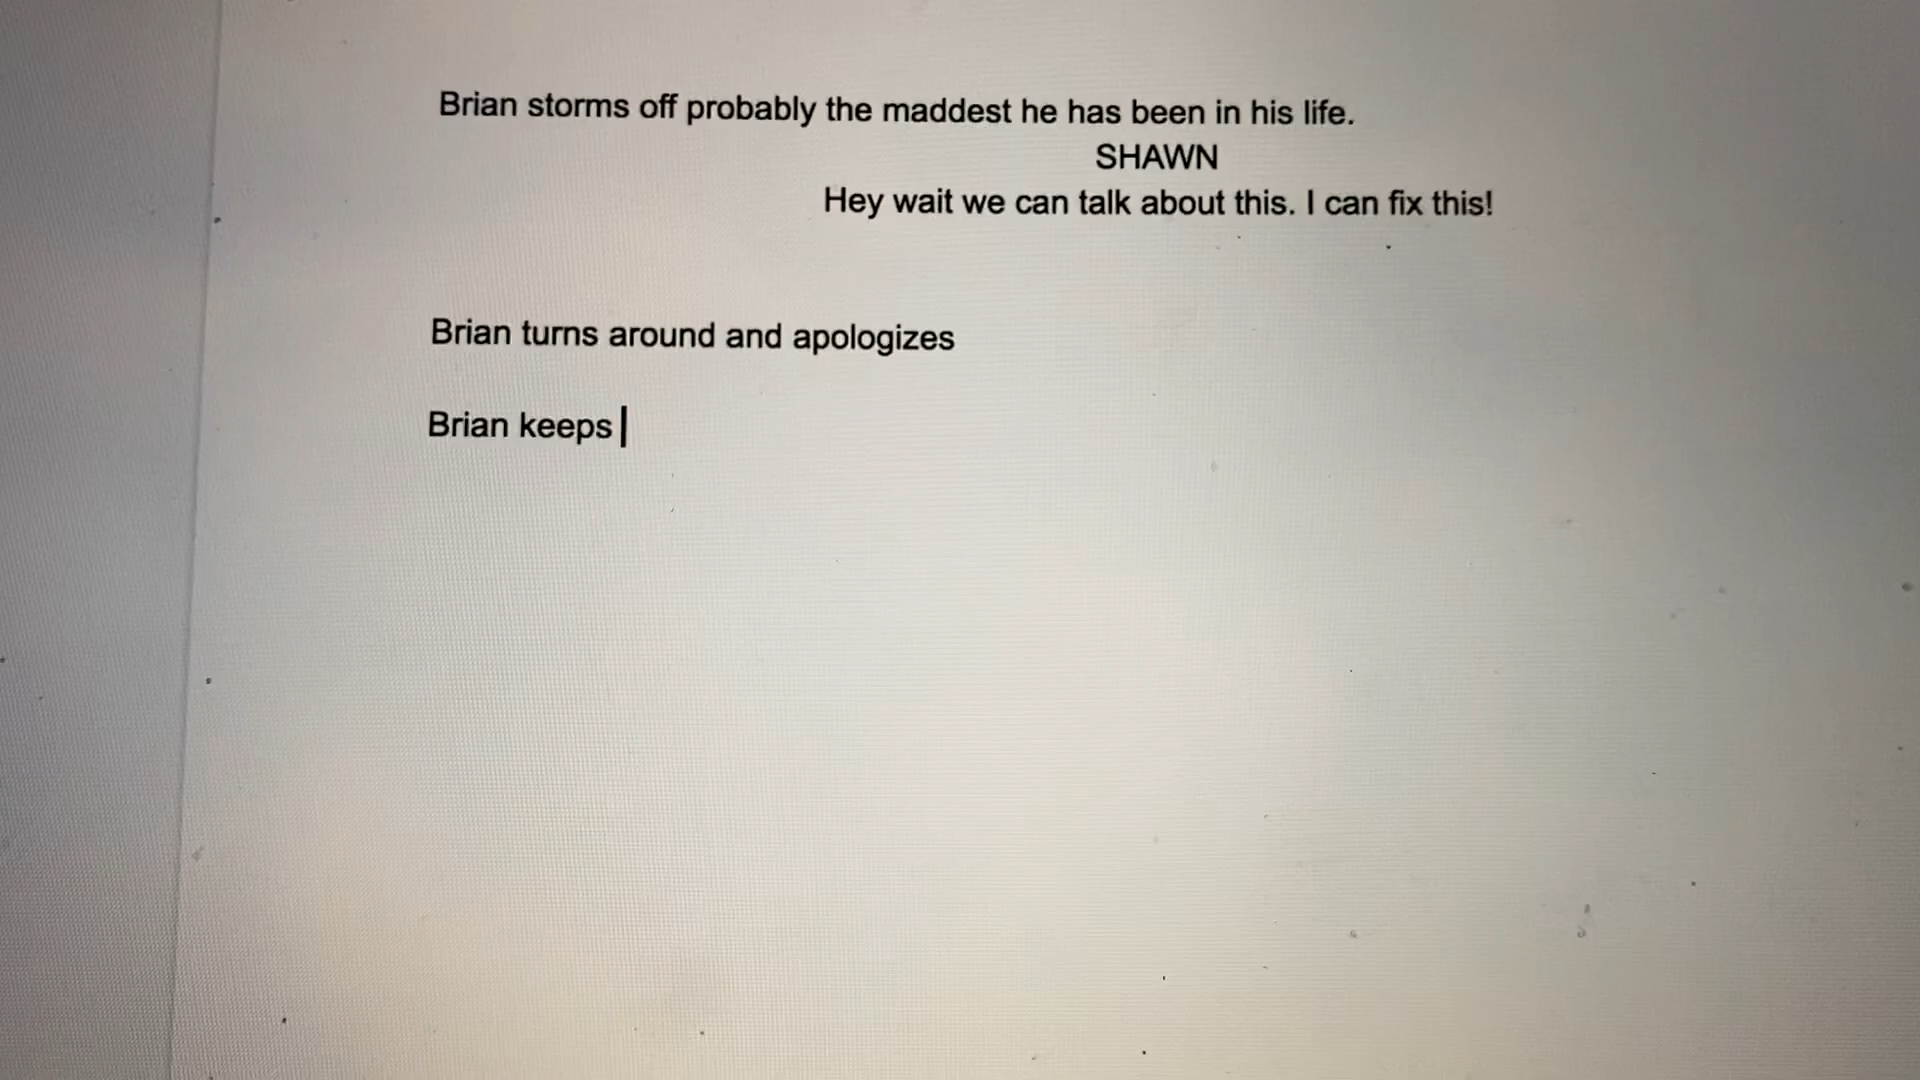 Brian storms off probably the maddest he has been in his life.
SHAWN
Hey wait we can talk about this. I can fix this!
Brian turns around and apologizes
Brian keeps